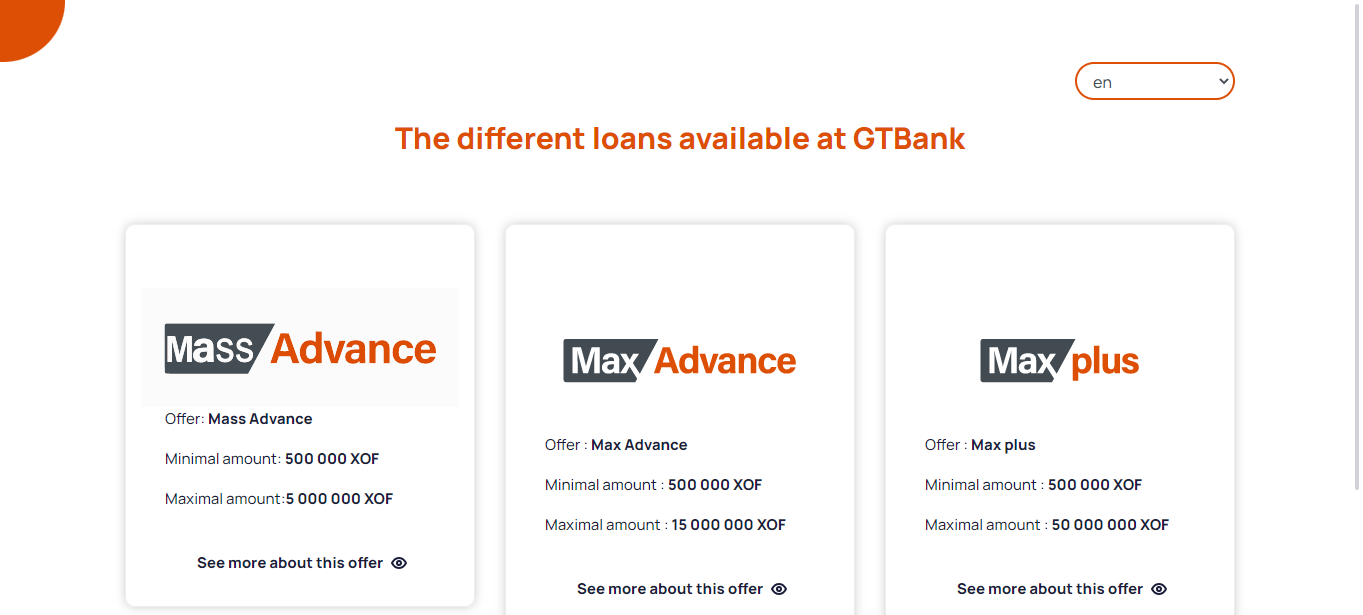 en
The different loans available at GTBank
Mass Advance
Offer: Mass Advance
Minimal amount: 500 000 XOF
Maximal amount:5 000 000 XOF
See more about this offer
Max Advance
Offer : Max Advance
Minimal amount : 500 000 XOF
Maximal amount : 15 000 000 XOF
See more about this offer
Max plus
Offer : Max plus
Minimal amount : 500 000 XOF
Maximal amount : 50 000 000 XOF
See more about this offer